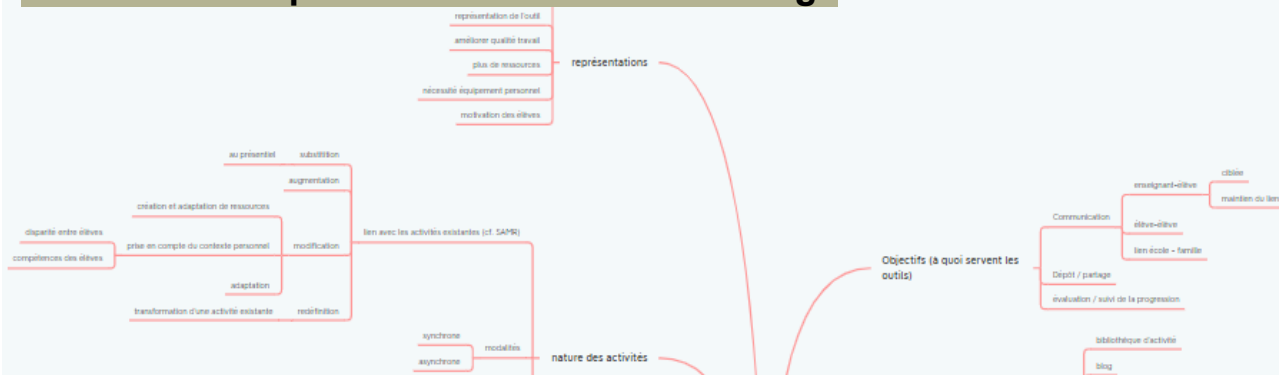 représentation de l'outil
améliorer qualité travail
plus de ressources
nécessité équipement personnel
motivation des élèves
représentations
au présentiel
substitition
augmentation
création et adaptation de ressources
disparité entre élèves
prise en compte du contexte personnel
compétences des élèves
modification
adaptation
transformation d'une activité existante
redéfinition
lien avec les activités existantes (cf. SAMR)
synchrone
asynchrone
modalités
nature des activités
Objectifs (à quoi servent les
outils)
Communication
enseignant-élève
ciblée
maintien du lien
élève-élève
lien école - famille
Dépôt / partage
évaluation / suivi de la progression
bibliothèque d'activité
blog